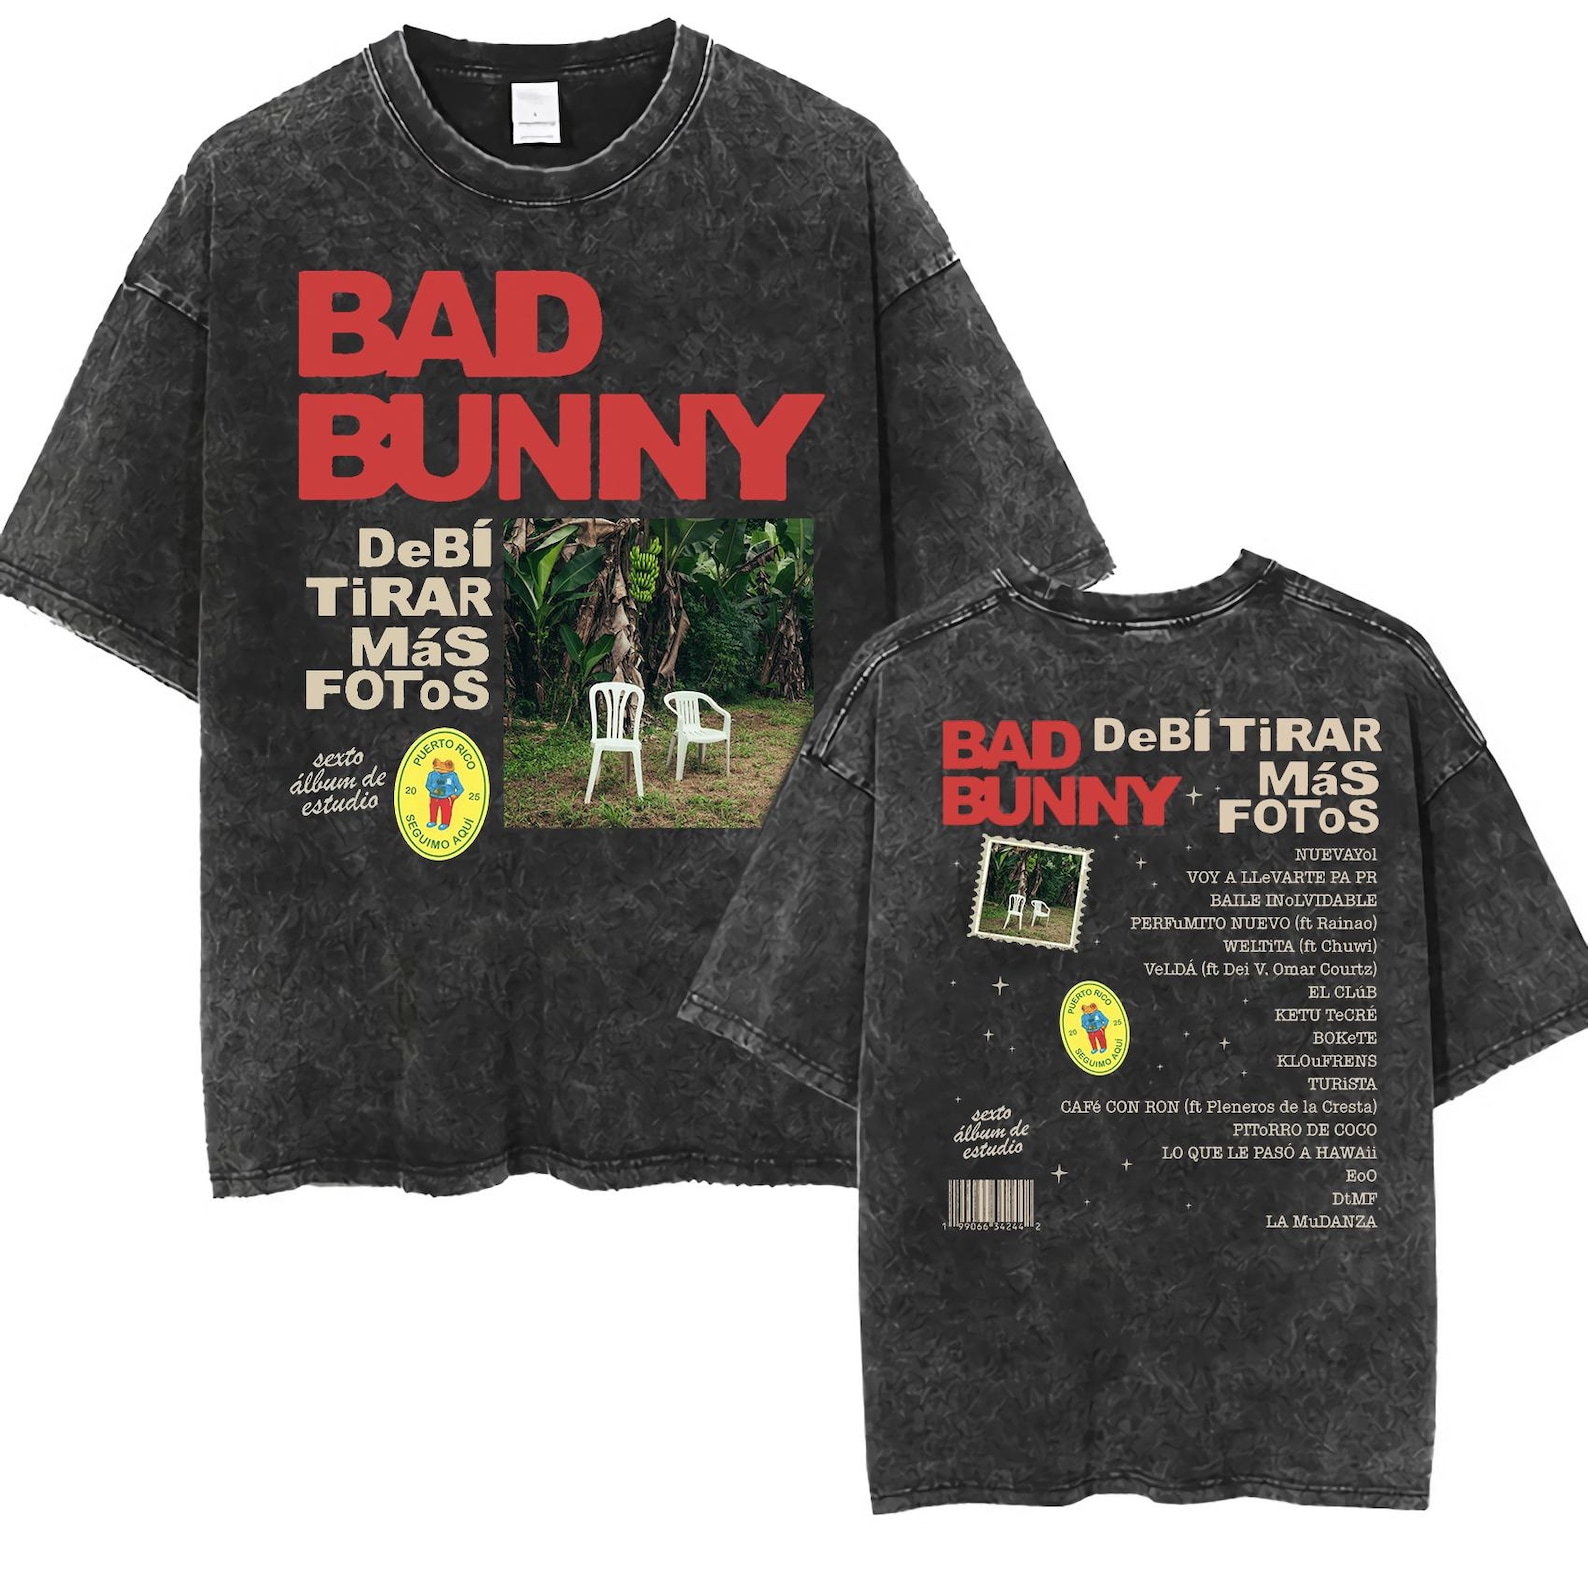 BAD
BUNNY
DeBÍ
TiRAR
MáS
FOToS
sexto
álbum de
estudio
PUERTO RICO
20 25
SEGUIMO AQUÍ
BAD
BUNNY
DeBÍ TiRAR
MáS
FOToS
NUEVAYol
VOY A LLeVARTE PA PR
BAILE INoLVIDABLE
PERFuMITO NUEVO (ft Rainao)
WELTiTA (ft Chuwi)
VeLDÁ (ft Dei V, Omar Courtz)
EL CLúB
KETU TeCRÉ
BOKeTE
KLOuFRENS
TURiSTA
CAFé CON RON (ft Pleneros de la Cresta)
PIToRRO DE COCO
LO QUE LE PASÓ A HAWAii
EoO
DtMF
LA MuDANZA
PUERTO RICO
20 25
SEGUIMO AQUÍ
sexto
álbum de
estudio
1 99066 34244 2